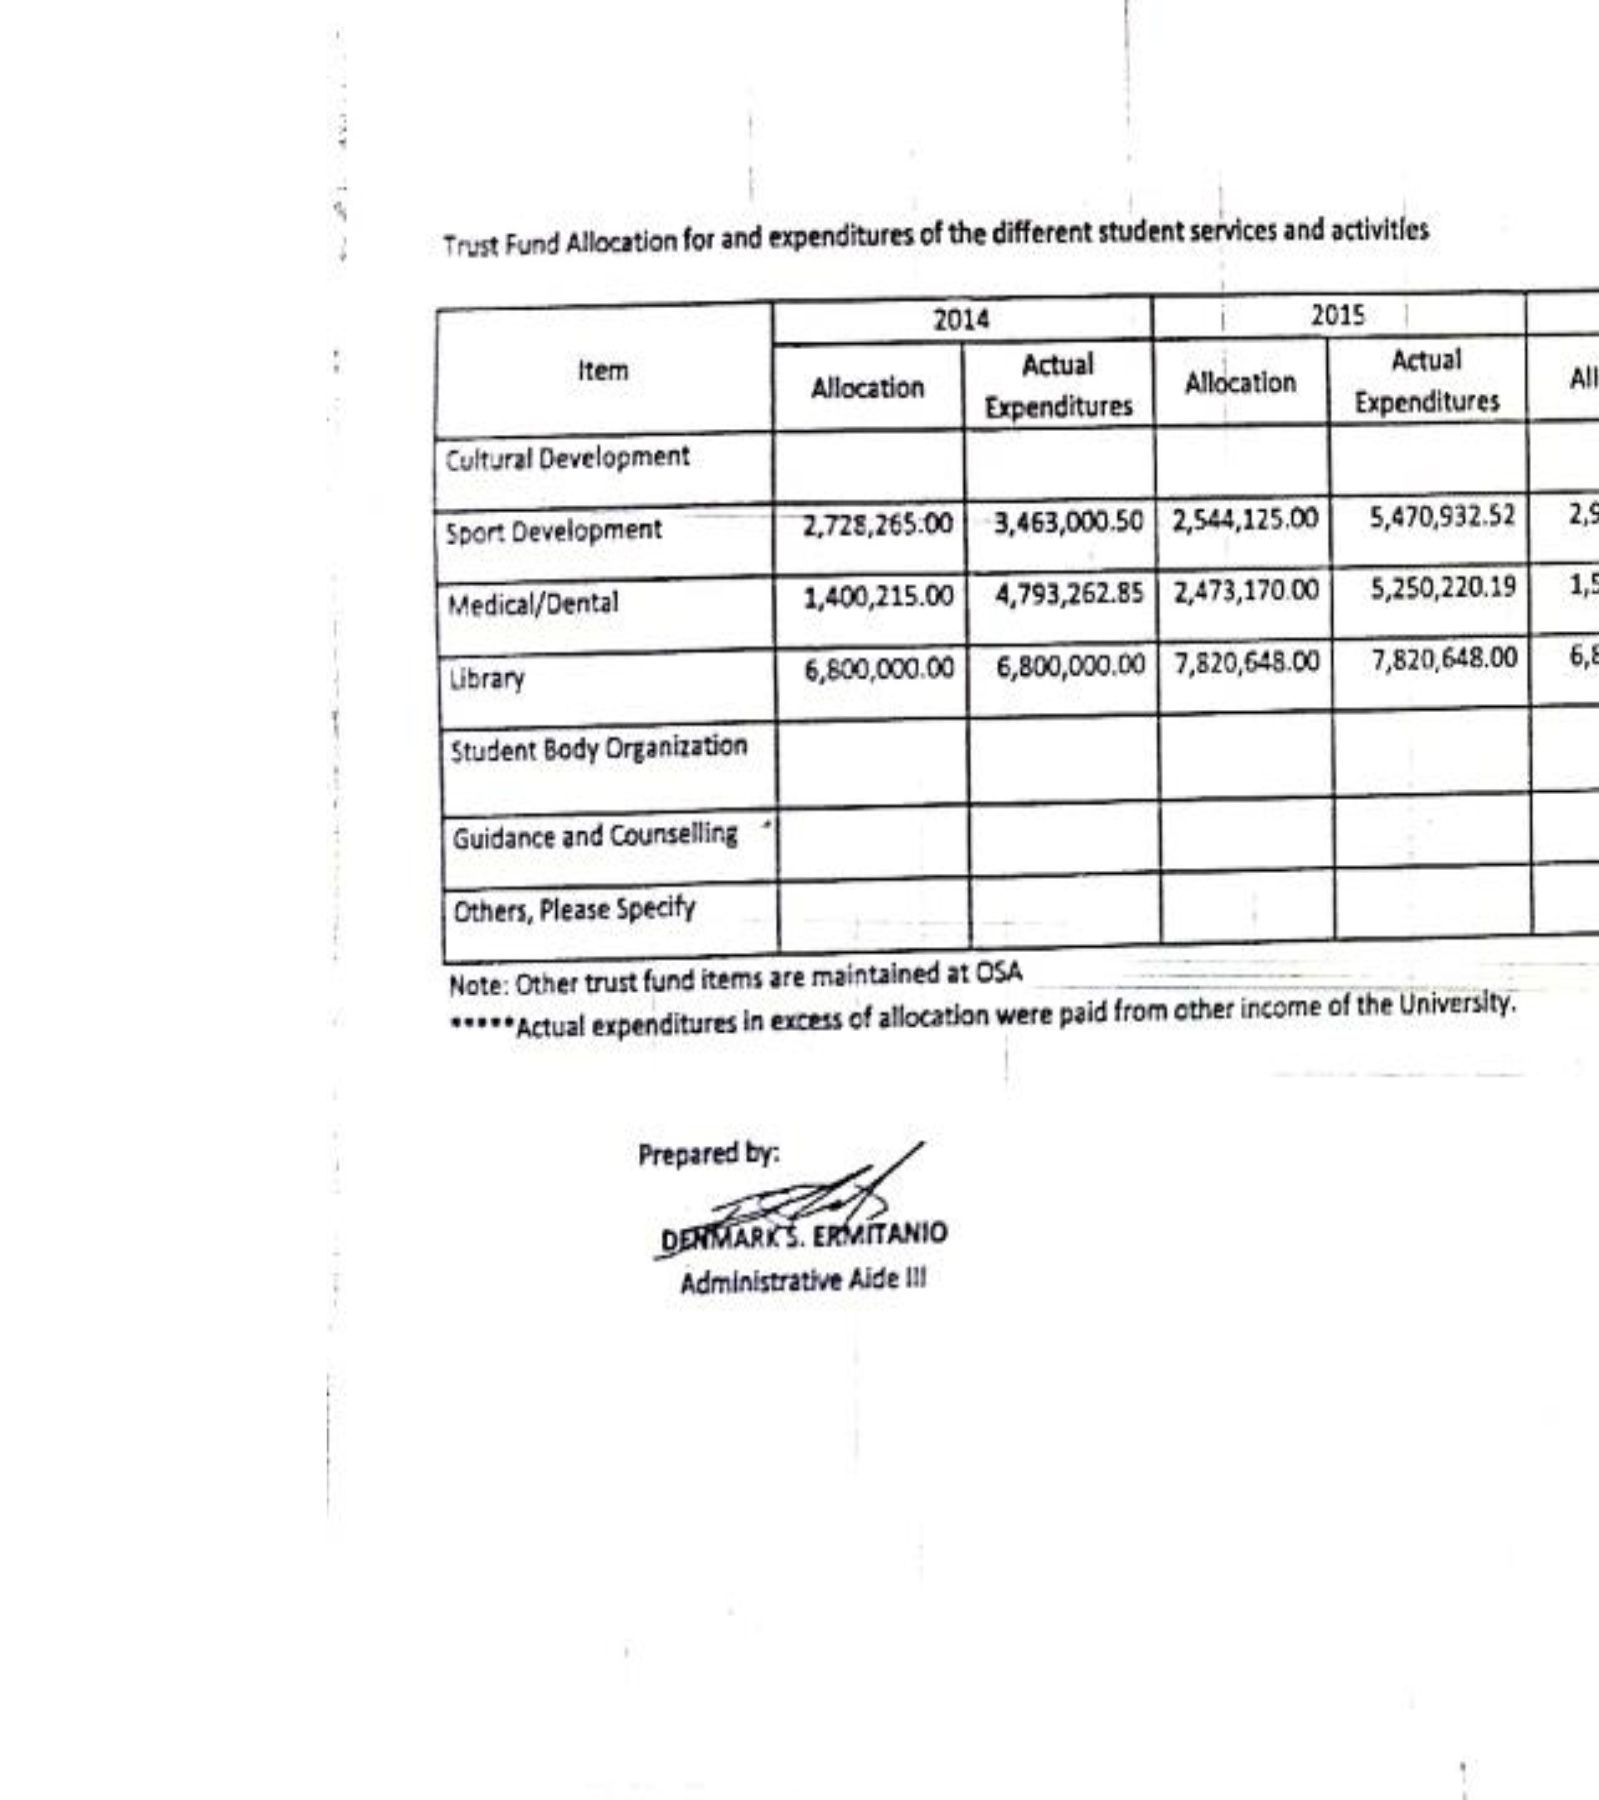 Trust Fund Allocation for and expenditures of the different student services and activities
Item 2014 2015
Allocation Actual Expenditures Allocation Actual Expenditures All
Cultural Development
Sport Development 2,728,265.00 3,463,000.50 2,544,125.00 5,470,932.52 2,9
Medical/Dental 1,400,215.00 4,793,262.85 2,473,170.00 5,250,220.19 1,5
Library 6,800,000.00 6,800,000.00 7,820,648.00 7,820,648.00 6,8
Student Body Organization
Guidance and Counselling
Others, Please Specify
Note: Other trust fund items are maintained at OSA
*****Actual expenditures in excess of allocation were paid from other income of the University.
Prepared by:
DENMARK S. ERMITANIO
Administrative Aide III